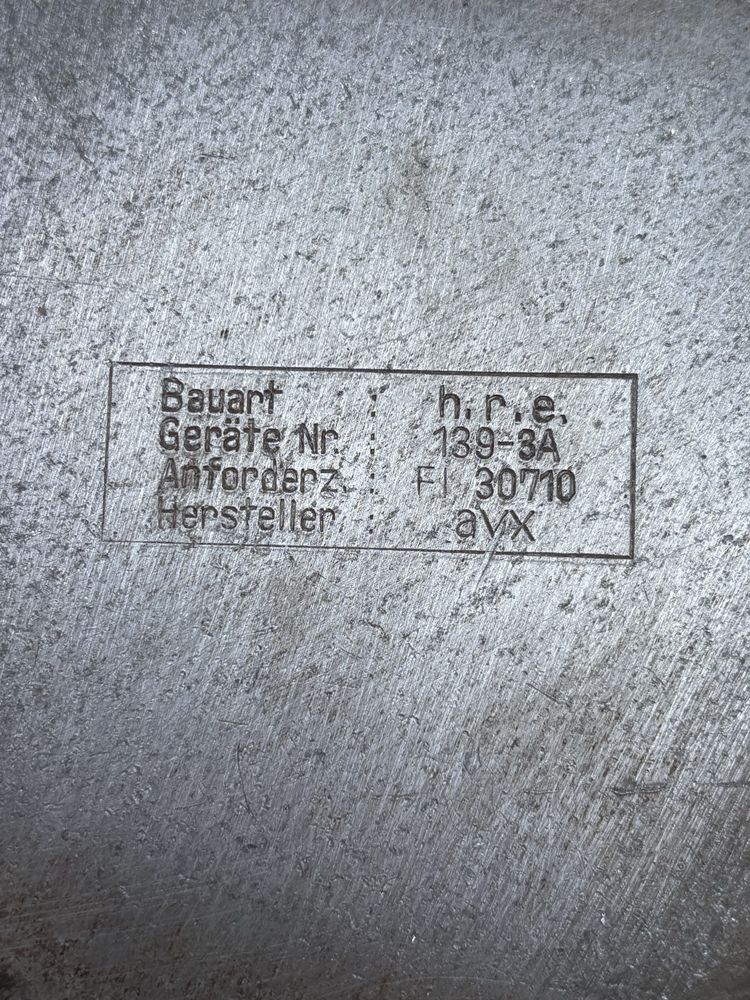 Bauart : h.r.e.
Geräte Nr. : 139-3A
Anforderz. : Fl 30710
Hersteller : avx